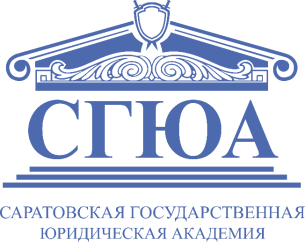 СГЮА
САРАТОВСКАЯ ГОСУДАРСТВЕННАЯ
ЮРИДИЧЕСКАЯ АКАДЕМИЯ